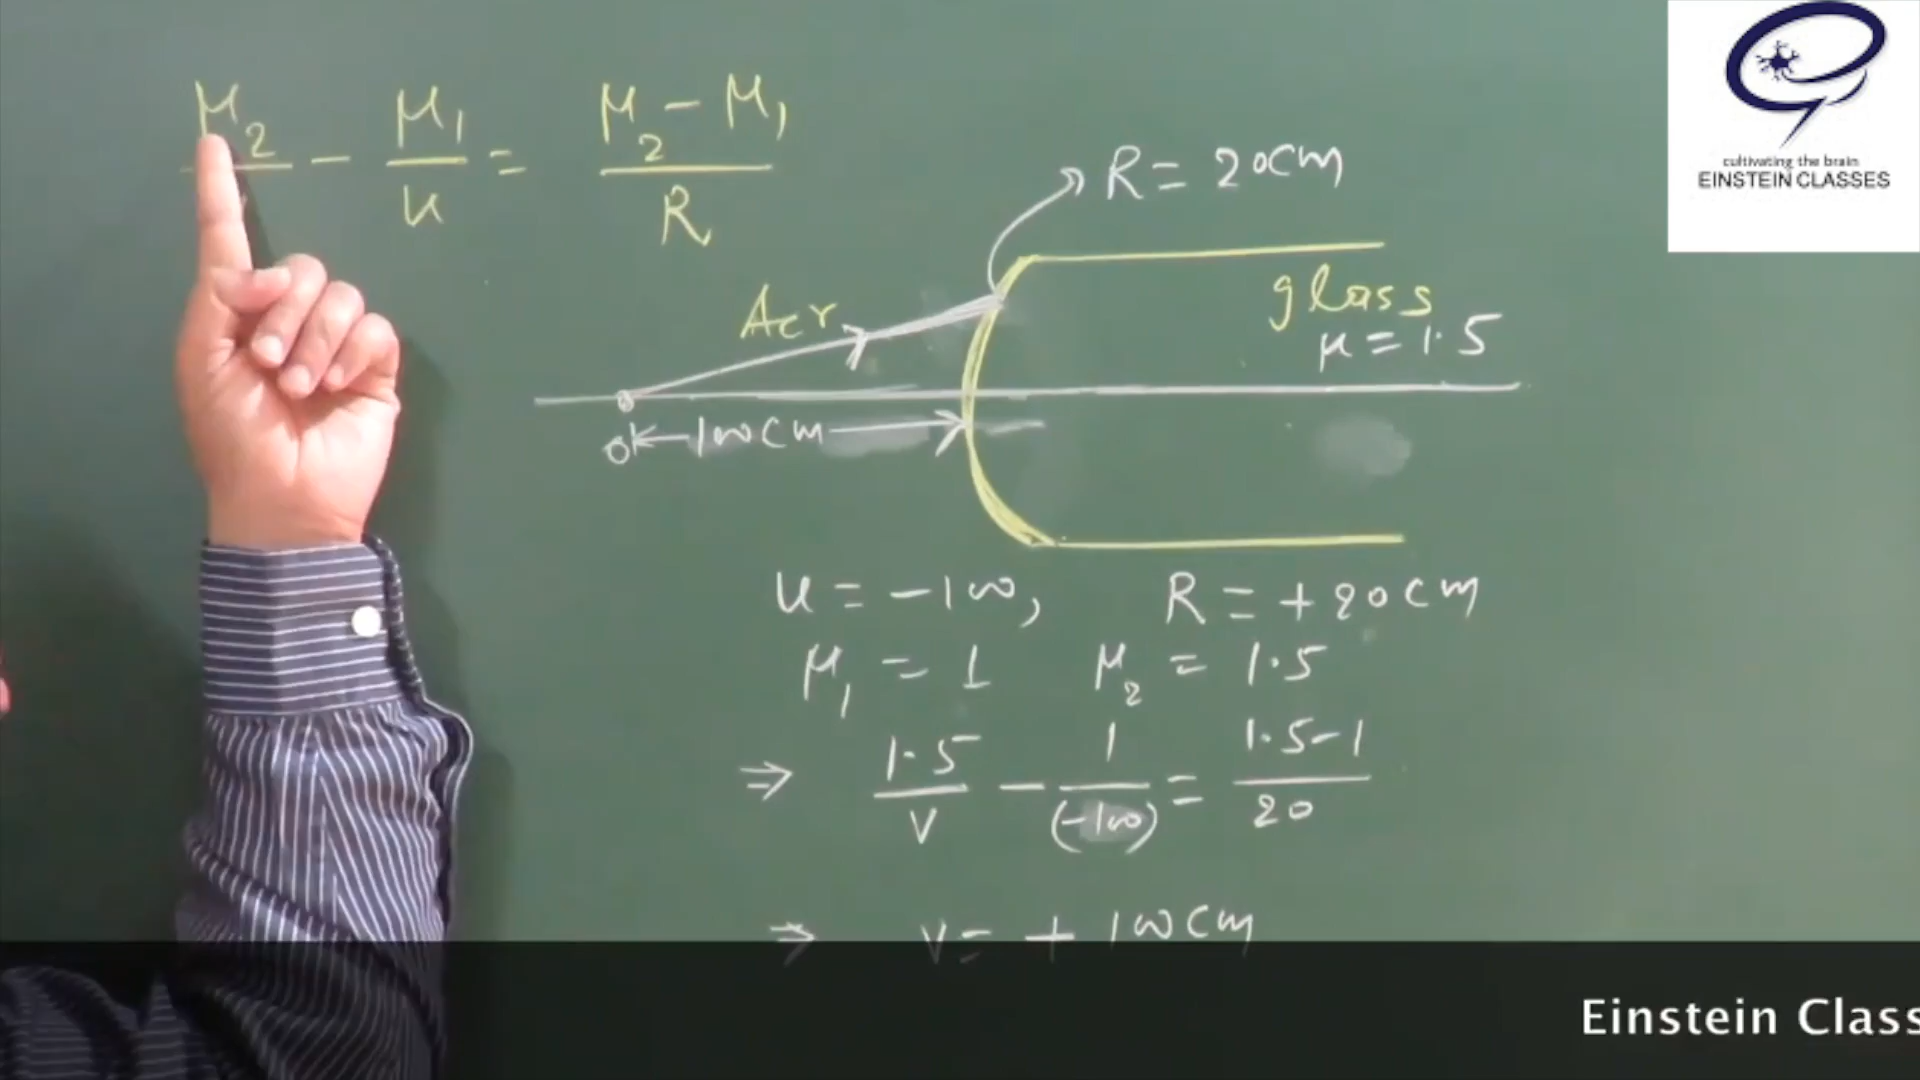 μ₂ - μ₁ = μ₂ - μ₁
u R
R = 20cm
Air
glass
μ = 1.5
O
100cm
u = -100, R = +20cm
μ₁ = 1 μ₂ = 1.5
⇒ 1.5/v - 1/(-100) = 1.5-1/20
⇒ v = + 100cm
cultivating the brain
EINSTEIN CLASSES
Einstein Class